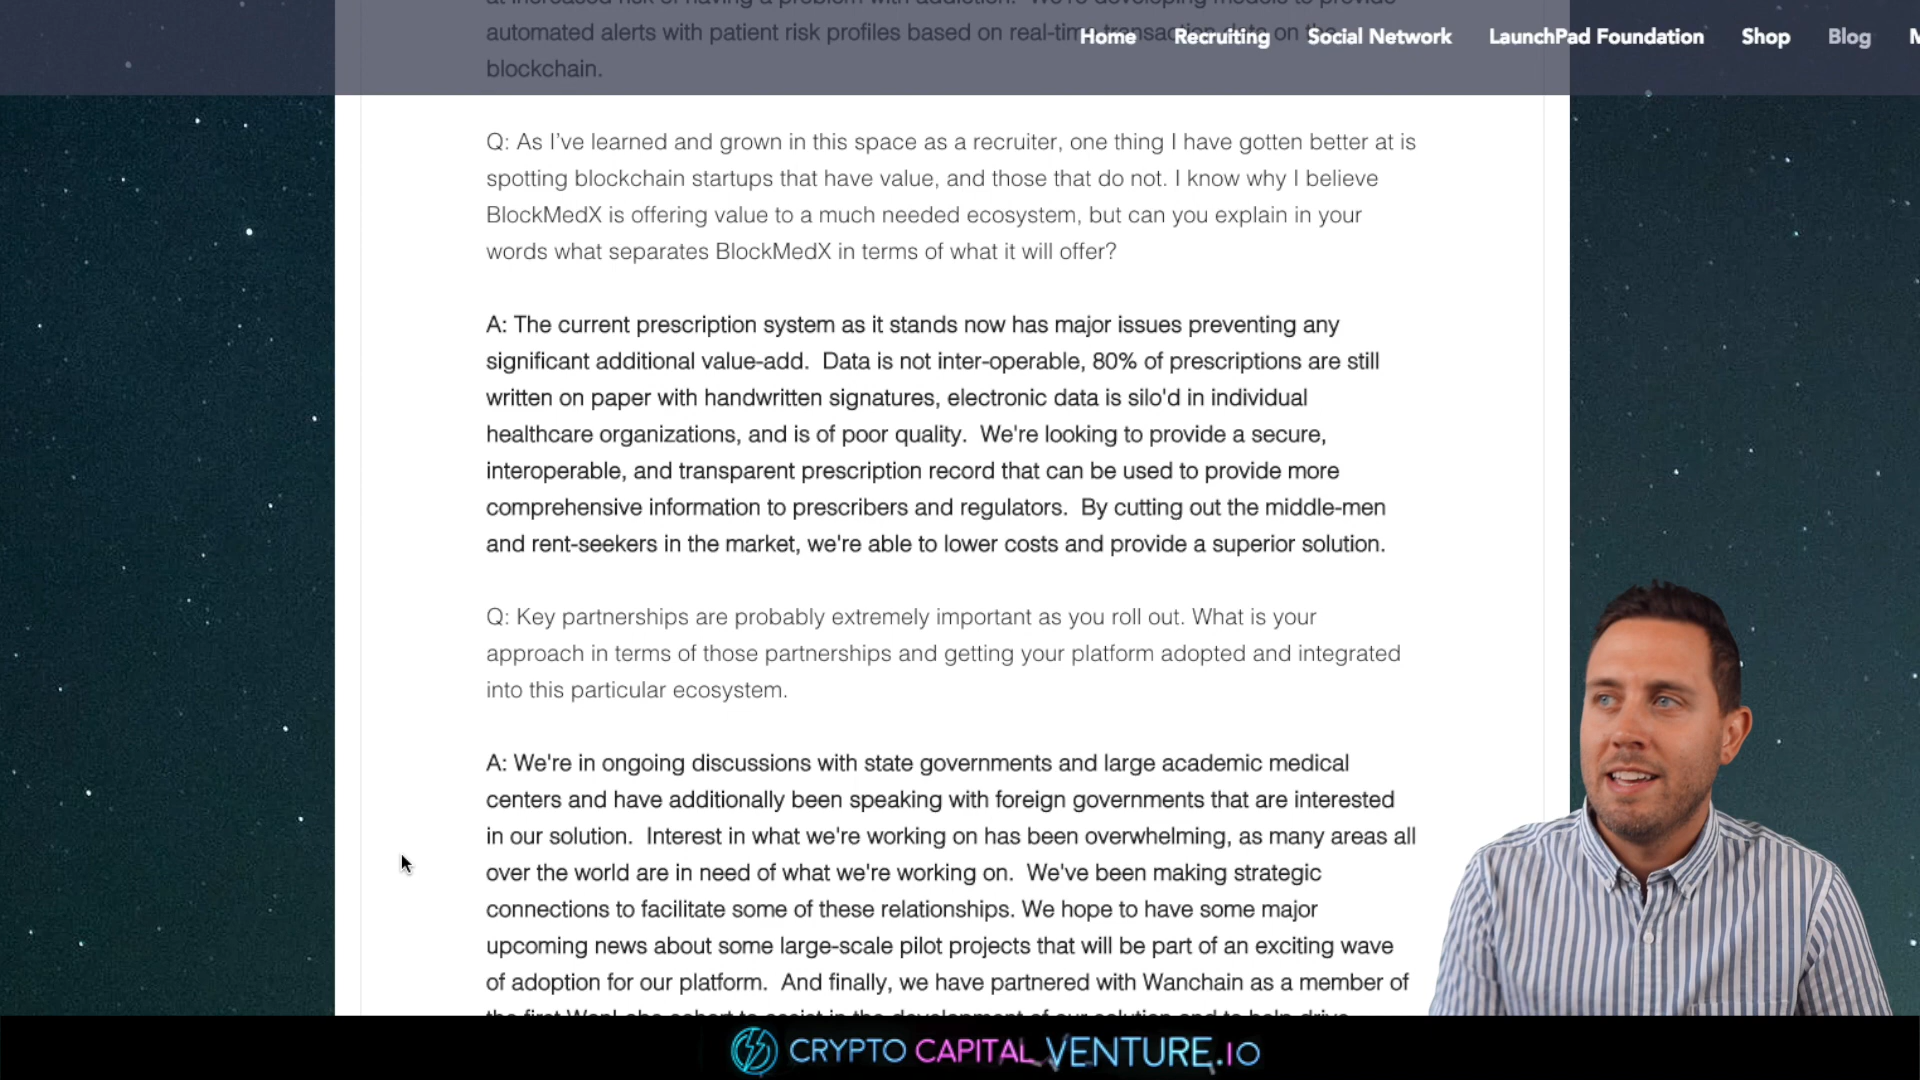 automated alerts with patient risk profiles based on real-time transaction data on the
blockchain.
Home Recruiting Social Network LaunchPad Foundation Shop Blog
Q: As I've learned and grown in this space as a recruiter, one thing I have gotten better at is
spotting blockchain startups that have value, and those that do not. I know why I believe
BlockMedX is offering value to a much needed ecosystem, but can you explain in your
words what separates BlockMedX in terms of what it will offer?
A: The current prescription system as it stands now has major issues preventing any
significant additional value-add.  Data is not inter-operable, 80% of prescriptions are still
written on paper with handwritten signatures, electronic data is silo'd in individual
healthcare organizations, and is of poor quality.  We're looking to provide a secure,
interoperable, and transparent prescription record that can be used to provide more
comprehensive information to prescribers and regulators.  By cutting out the middle-men
and rent-seekers in the market, we're able to lower costs and provide a superior solution.
Q: Key partnerships are probably extremely important as you roll out. What is your
approach in terms of those partnerships and getting your platform adopted and integrated
into this particular ecosystem.
A: We're in ongoing discussions with state governments and large academic medical
centers and have additionally been speaking with foreign governments that are interested
in our solution.  Interest in what we're working on has been overwhelming, as many areas all
over the world are in need of what we're working on.  We've been making strategic
connections to facilitate some of these relationships. We hope to have some major
upcoming news about some large-scale pilot projects that will be part of an exciting wave
of adoption for our platform.  And finally, we have partnered with Wanchain as a member of
CRYPTO CAPITAL VENTURE.IO